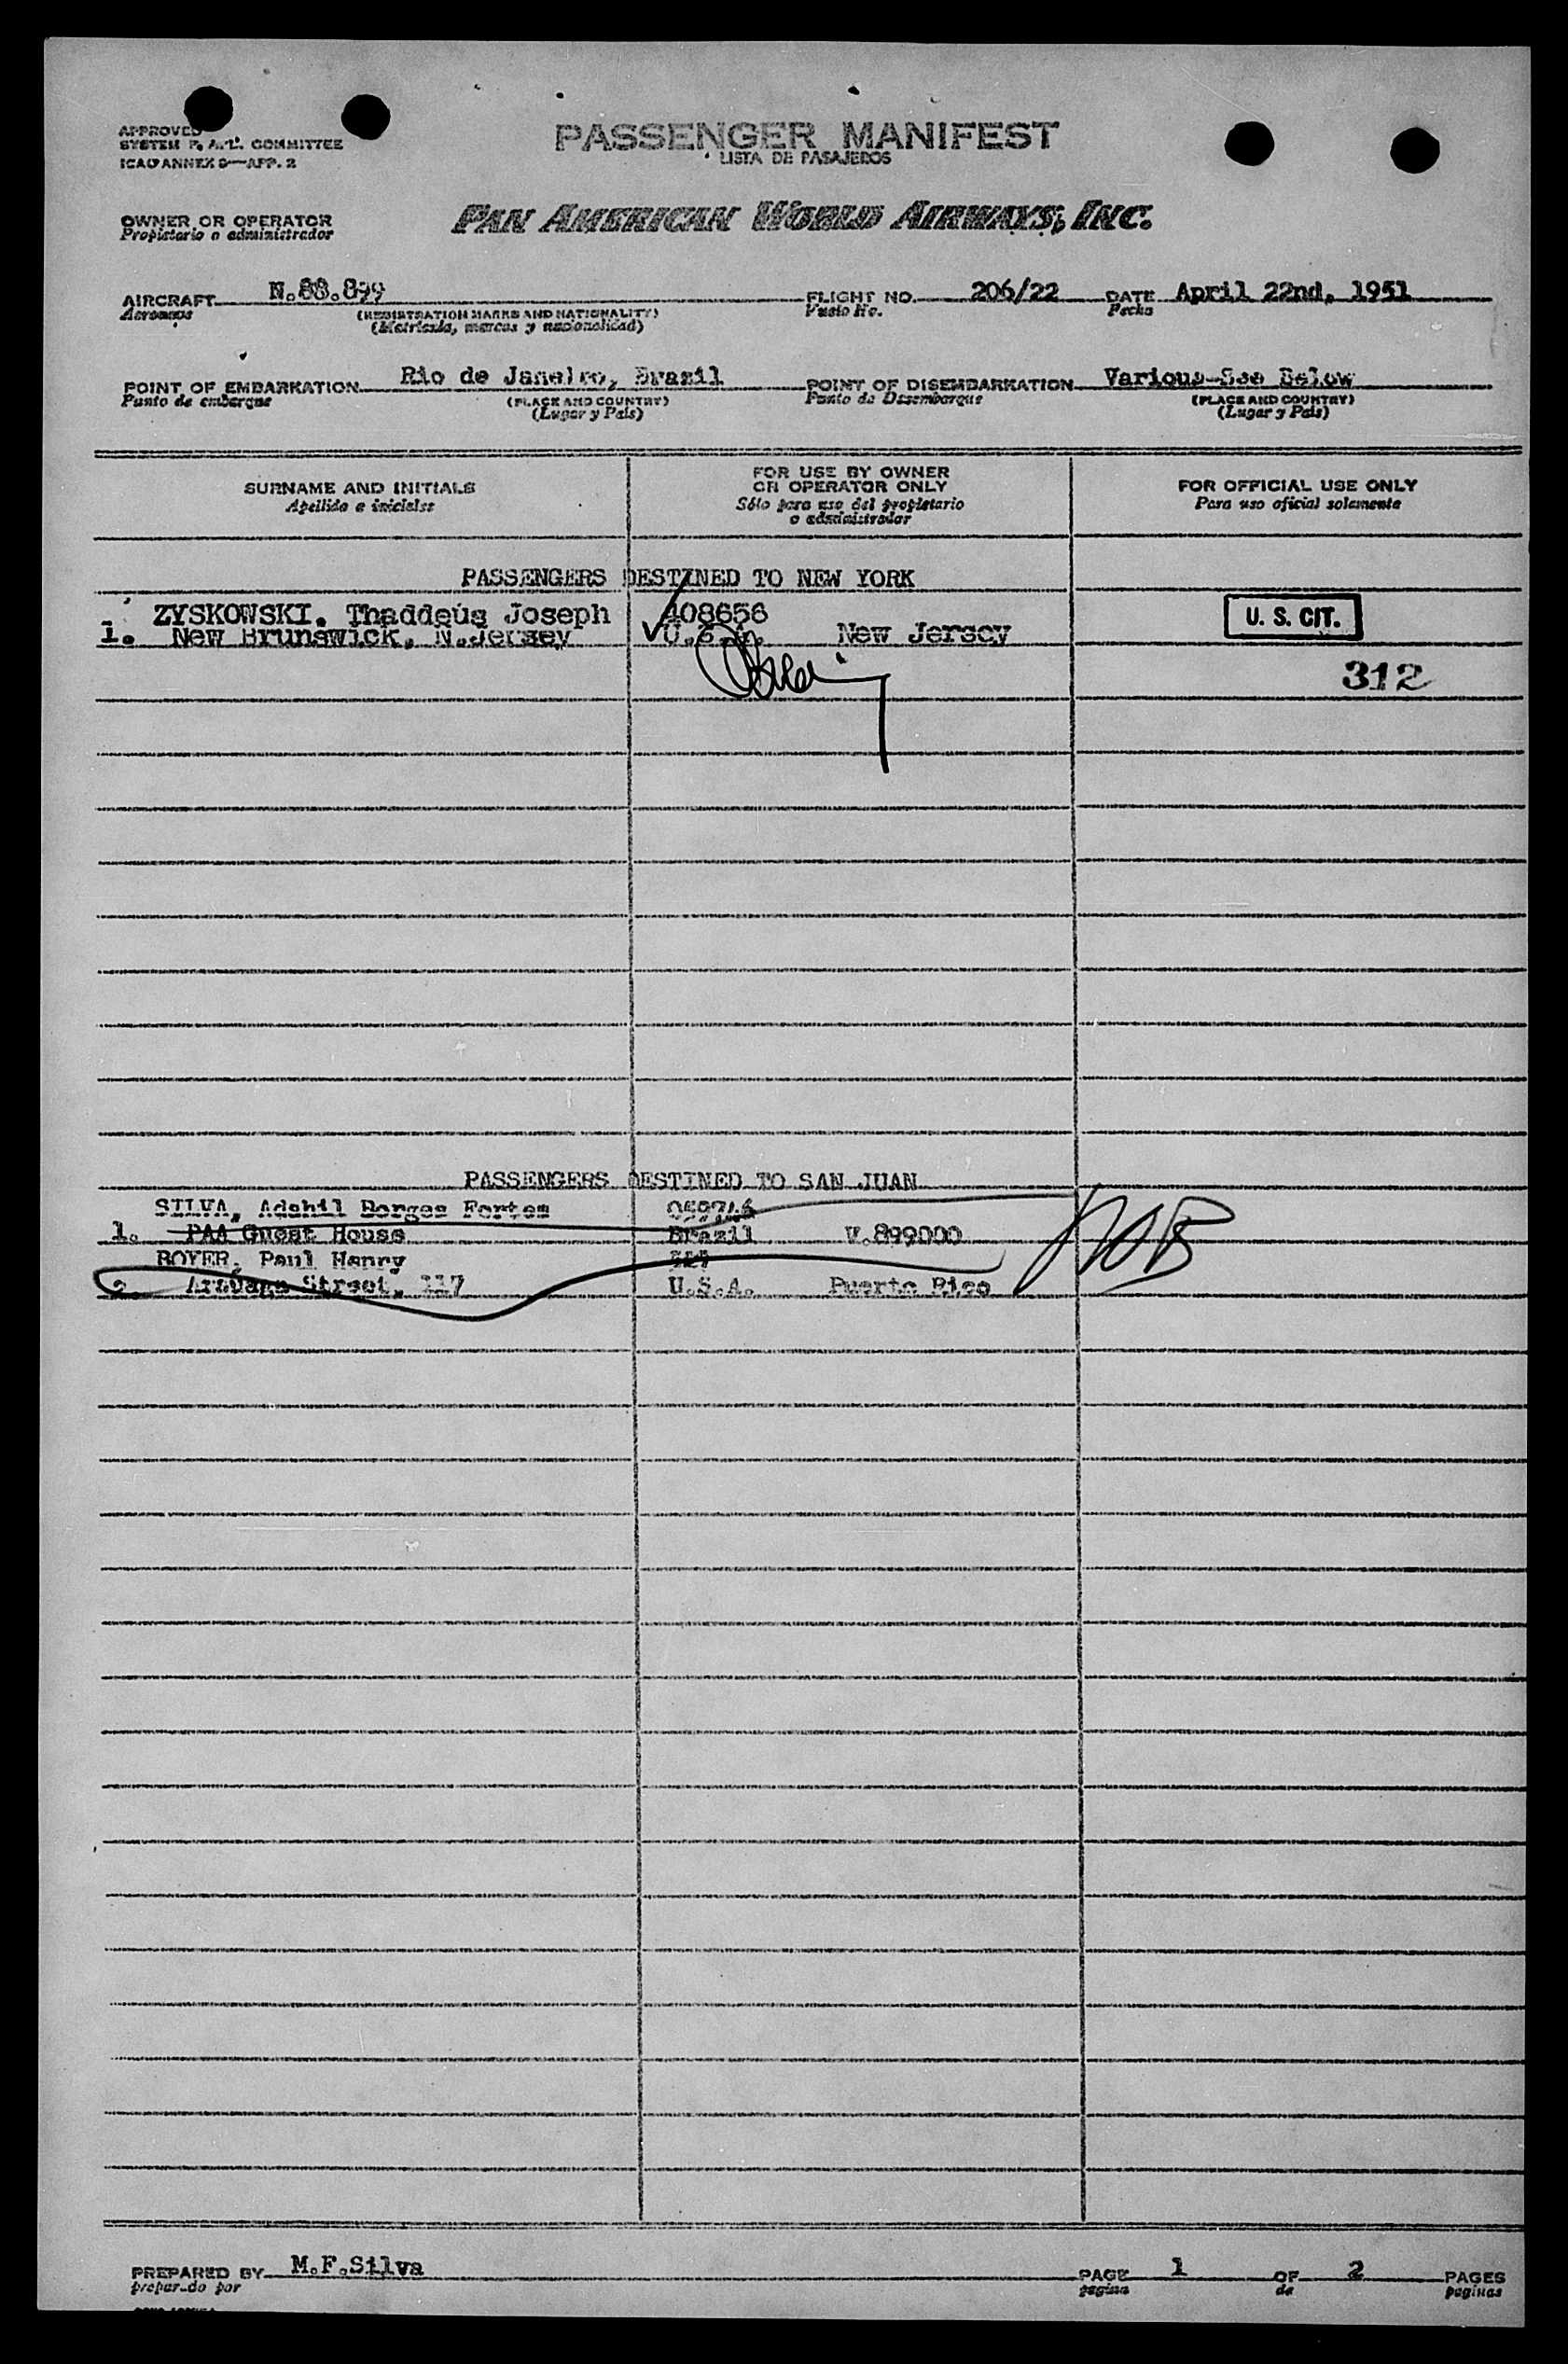 APPROVED
SYSTEM F. A. L. COMMITTEE
ICAO ANNEX 9—APP. 2
PASSENGER MANIFEST
LISTA DE PASAJEROS
OWNER OR OPERATOR
Propietario o administrador
PAN AMERICAN WORLD AIRWAYS, INC.
AIRCRAFT N.88.899 FLIGHT NO. 206/22 DATE April 22nd, 1951
Aeronave (REGISTRATION MARKS AND NATIONALITY) Vuelo No. Fecha
(Matrícula, marcas y nacionalidad)
POINT OF EMBARKATION Rio de Janeiro, Brazil POINT OF DISEMBARKATION Various-See Below
Punto de embarque (PLACE AND COUNTRY) Punto de Desembarque (PLACE AND COUNTRY)
(Lugar y País) (Lugar y País)
SURNAME AND INITIALS
Apellido e iniciales
FOR USE BY OWNER
OR OPERATOR ONLY
Sólo para uso del propietario
o administrador
FOR OFFICIAL USE ONLY
Para uso oficial solamente
PASSENGERS DESTINED TO NEW YORK
ZYSKOWSKI, Thaddeus Joseph 408656 U. S. CIT.
1. New Brunswick, N.Jersey U.S.A. New Jersey
312
PASSENGERS DESTINED TO SAN JUAN
SILVA, Adahil Borges Fortes
1. PAA Guest House Brazil V.899000
BOYER, Paul Henry
2. Street, 117 U.S.A. Puerto Rico
PREPARED BY M.F.Silva PAGE 1 OF 2 PAGES
preparado por pagina de paginas